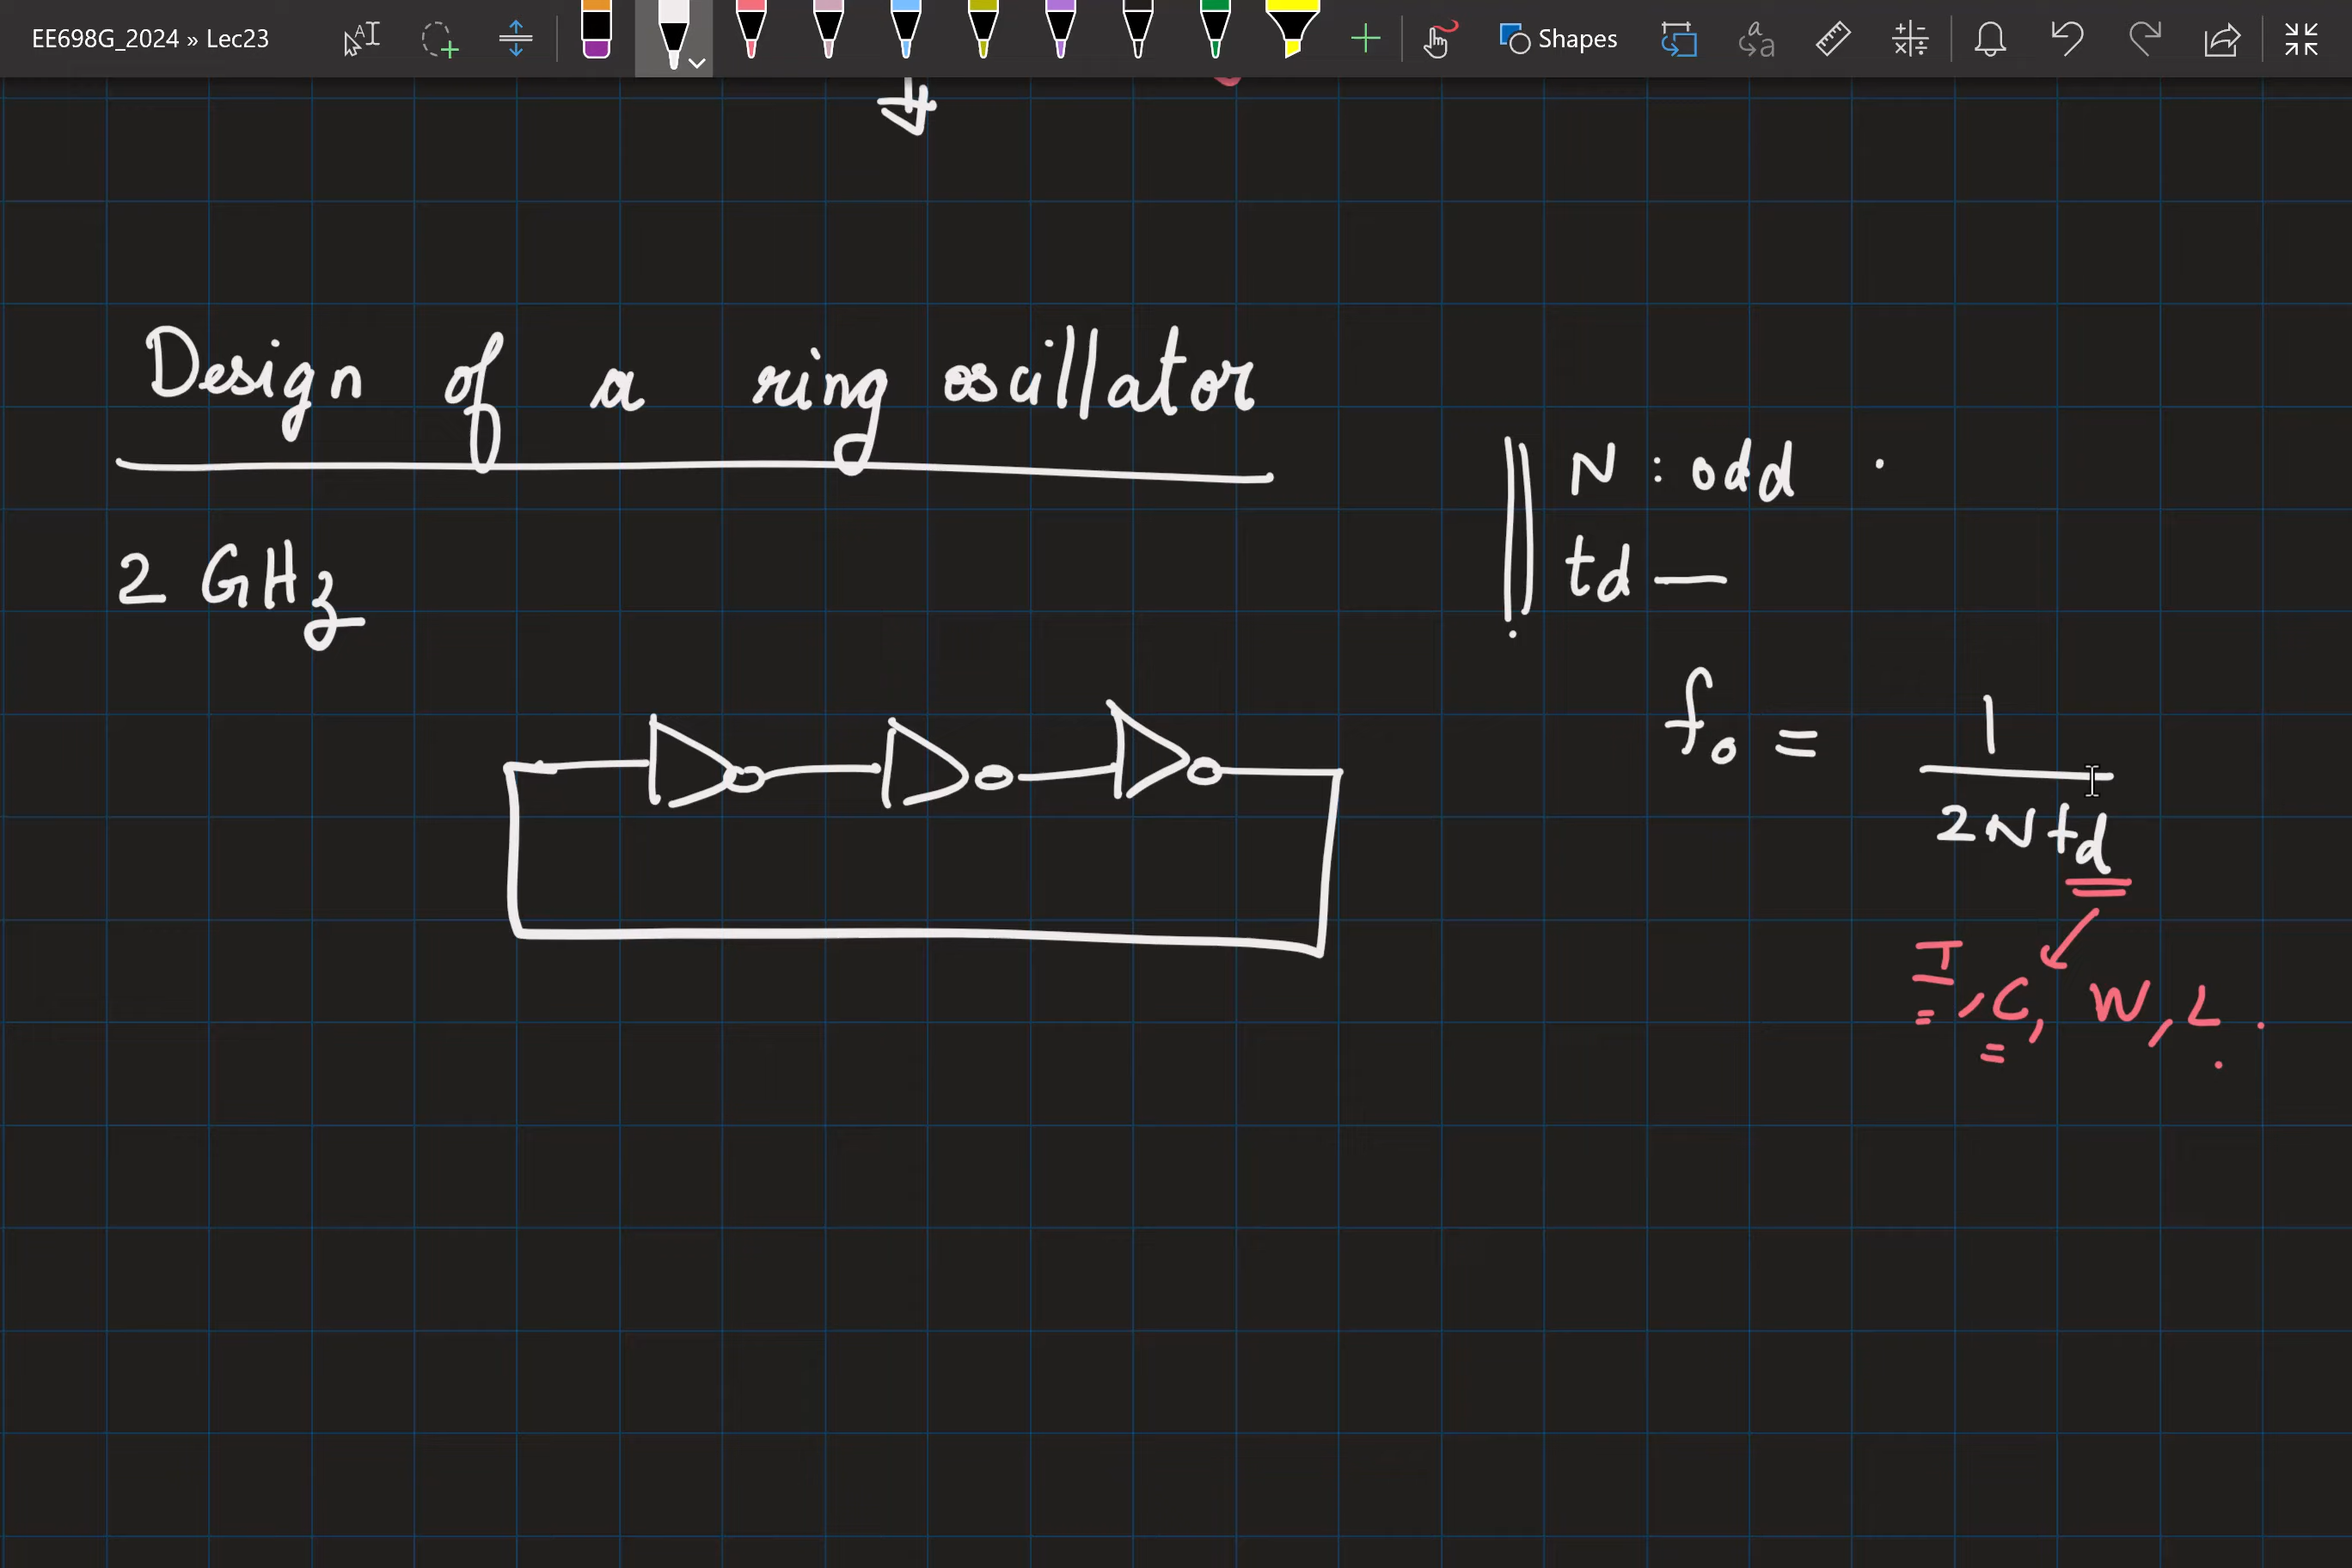 EE698G_2024 » Lec23
Shapes
Design of a ring oscillator
2 GHz
N : odd .
td —
f₀ = 1 / 2Ntd
I, C, W, L .